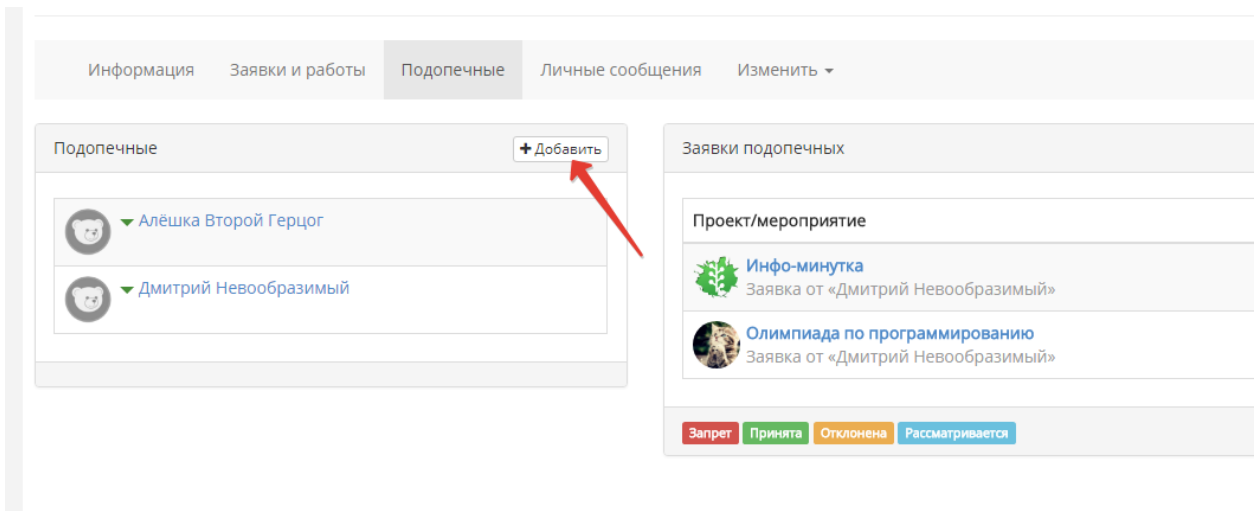 Информация Заявки и работы Подопечные Личные сообщения Изменить
Подопечные
Добавить
Алёшка Второй Герцог
Дмитрий Невообразимый
Заявки подопечных
Проект/мероприятие
Инфо-минутка
Заявка от «Дмитрий Невообразимый»
Олимпиада по программированию
Заявка от «Дмитрий Невообразимый»
Запрет Принята Отклонена Рассматривается